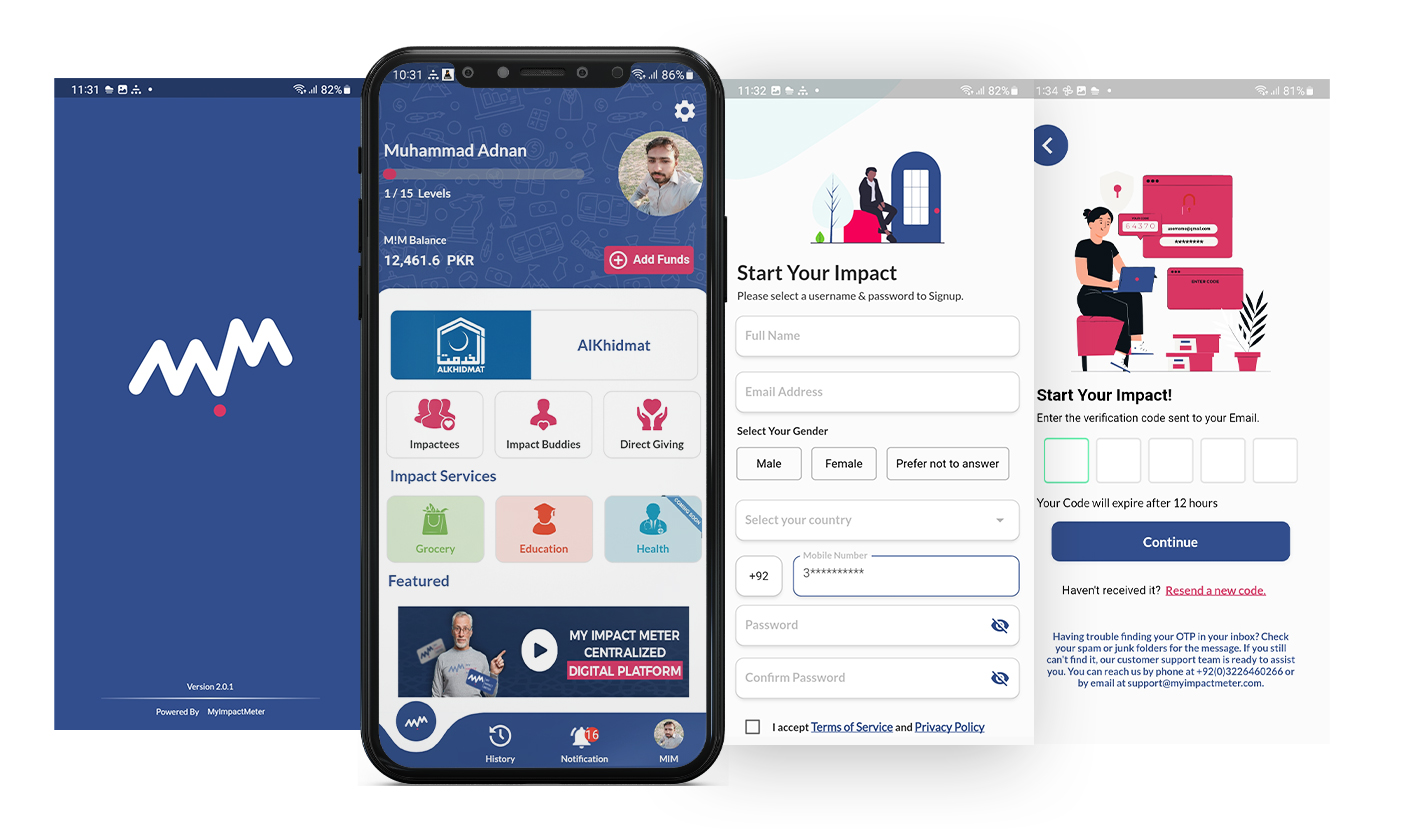 11:31
82%
Version 2.0.1
Powered By MyImpactMeter
10:31
86%
Muhammad Adnan
1 / 15 Levels
M!M Balance
12,461.6 PKR
Add Funds
الخدمت
ALKHIDMAT
AlKhidmat
Impactees
Impact Buddies
Direct Giving
Impact Services
COMING SOON
Grocery
Education
Health
Featured
MY IMPACT METER
CENTRALIZED
DIGITAL PLATFORM
16
History
Notification
MIM
11:32
82%
Start Your Impact
Please select a username & password to Signup.
Full Name
Email Address
Select Your Gender
Male
Female
Prefer not to answer
Select your country
Mobile Number
+92
3**********
Password
Confirm Password
I accept Terms of Service and Privacy Policy
1:34
81%
64370
username@gmail.com
********
ENTER CODE
Start Your Impact!
Enter the verification code sent to your Email.
Your Code will expire after 12 hours
Continue
Haven't received it? Resend a new code.
Having trouble finding your OTP in your inbox? Check
your spam or junk folders for the message. If you still
can't find it, our customer support team is ready to assist
you. You can reach us by phone at +92(0)3226460266 or
by email at support@myimpactmeter.com.